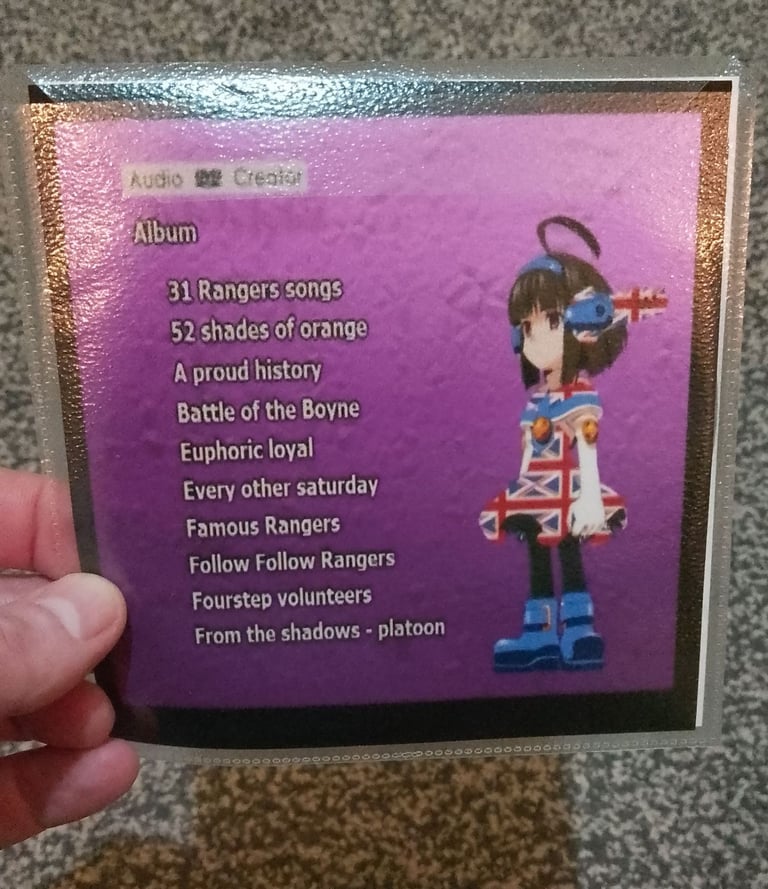 Audio Creator
Album
31 Rangers songs
52 shades of orange
A proud history
Battle of the Boyne
Euphoric loyal
Every other saturday
Famous Rangers
Follow Follow Rangers
Fourstep volunteers
From the shadows - platoon